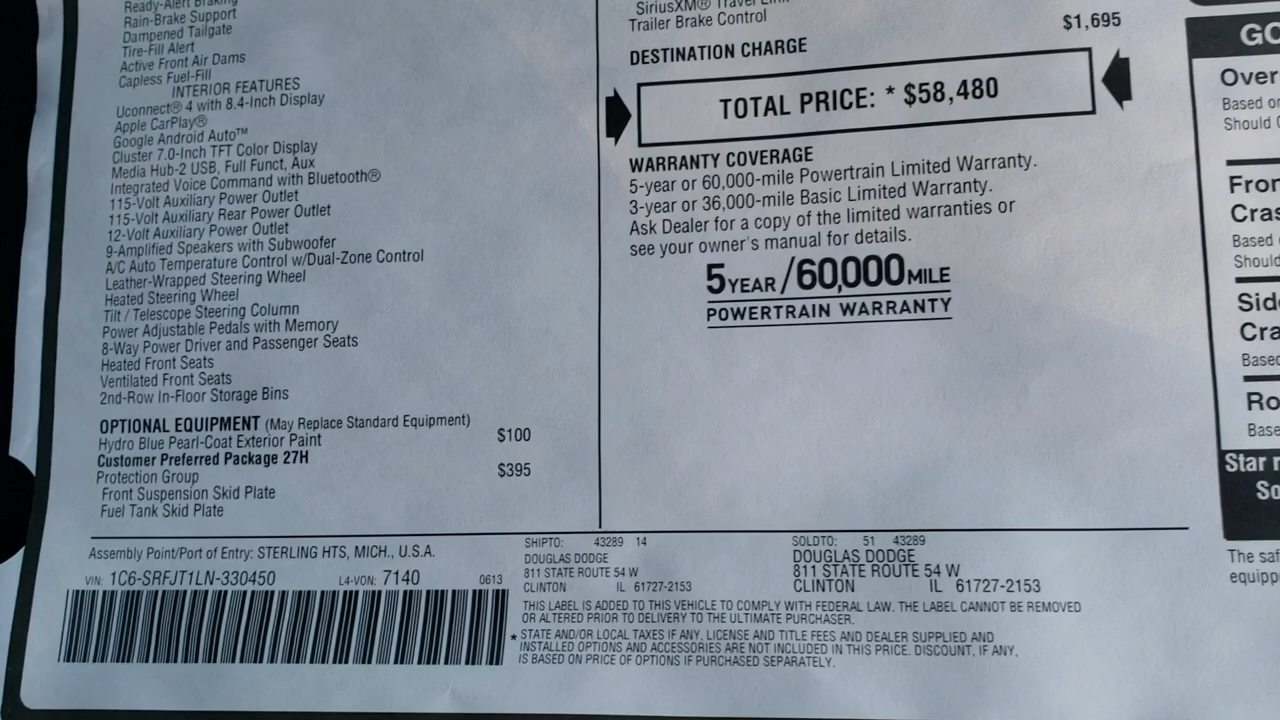 Ready-Alert Braking
Rain-Brake Support
Dampened Tailgate
Tire-Fill Alert
Active Front Air Dams
Capless Fuel-Fill
INTERIOR FEATURES
Uconnect® 4 with 8.4-Inch Display
Apple CarPlay®
Google Android Auto™
Cluster 7.0-Inch TFT Color Display
Media Hub-2 USB, Full Funct, Aux
Integrated Voice Command with Bluetooth®
115-Volt Auxiliary Power Outlet
115-Volt Auxiliary Rear Power Outlet
12-Volt Auxiliary Power Outlet
9-Amplified Speakers with Subwoofer
A/C Auto Temperature Control w/Dual-Zone Control
Leather-Wrapped Steering Wheel
Heated Steering Wheel
Tilt / Telescope Steering Column
Power Adjustable Pedals with Memory
8-Way Power Driver and Passenger Seats
Heated Front Seats
Ventilated Front Seats
2nd-Row In-Floor Storage Bins
OPTIONAL EQUIPMENT (May Replace Standard Equipment)
Hydro Blue Pearl-Coat Exterior Paint $100
Customer Preferred Package 27H
Protection Group $395
Front Suspension Skid Plate
Fuel Tank Skid Plate
SiriusXM® Travel Link
Trailer Brake Control
DESTINATION CHARGE $1,695
TOTAL PRICE: * $58,480
WARRANTY COVERAGE
5-year or 60,000-mile Powertrain Limited Warranty.
3-year or 36,000-mile Basic Limited Warranty.
Ask Dealer for a copy of the limited warranties or
see your owner's manual for details.
5 YEAR / 60,000 MILE
POWERTRAIN WARRANTY
GO
Over
Based on
Should
Fron
Cras
Based
Should
Side
Cra
Based
Ro
Base
Star r
So
The saf
equipp
Assembly Point/Port of Entry: STERLING HTS, MICH., U.S.A.
VIN: 1C6-SRFJT1LN-330450 L4-VON: 7140 0613
SHIPTO: 43289 14
DOUGLAS DODGE
811 STATE ROUTE 54 W
CLINTON IL 61727-2153
SOLDTO: 51 43289
DOUGLAS DODGE
811 STATE ROUTE 54 W
CLINTON IL 61727-2153
THIS LABEL IS ADDED TO THIS VEHICLE TO COMPLY WITH FEDERAL LAW. THE LABEL CANNOT BE REMOVED
OR ALTERED PRIOR TO DELIVERY TO THE ULTIMATE PURCHASER.
* STATE AND/OR LOCAL TAXES IF ANY, LICENSE AND TITLE FEES AND DEALER SUPPLIED AND
INSTALLED OPTIONS AND ACCESSORIES ARE NOT INCLUDED IN THIS PRICE. DISCOUNT, IF ANY,
IS BASED ON PRICE OF OPTIONS IF PURCHASED SEPARATELY.